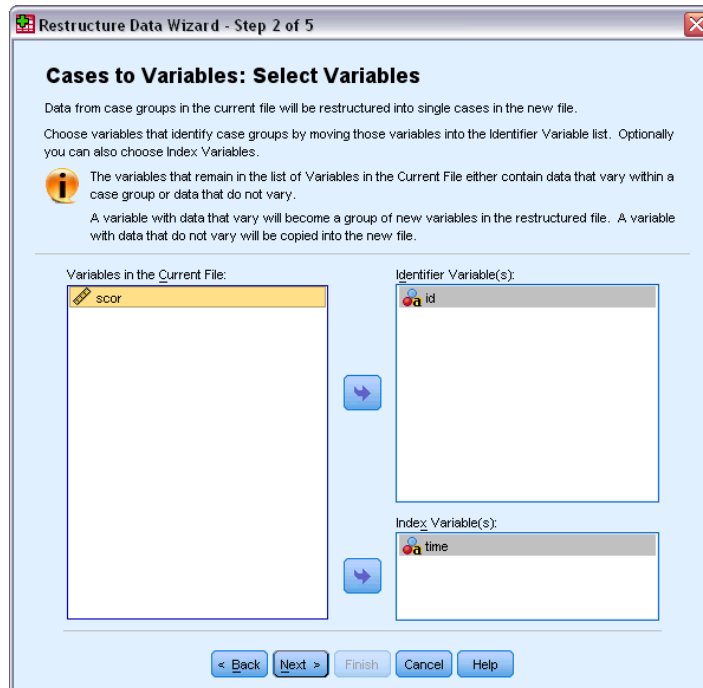 Restructure Data Wizard - Step 2 of 5
Cases to Variables: Select Variables
Data from case groups in the current file will be restructured into single cases in the new file.
Choose variables that identify case groups by moving those variables into the Identifier Variable list. Optionally
you can also choose Index Variables.
The variables that remain in the list of Variables in the Current File either contain data that vary within a
case group or data that do not vary.
A variable with data that vary will become a group of new variables in the restructured file. A variable
with data that do not vary will be copied into the new file.
Variables in the Current File:
scor
Identifier Variable(s):
id
Index Variable(s):
time
< Back
Next >
Finish
Cancel
Help